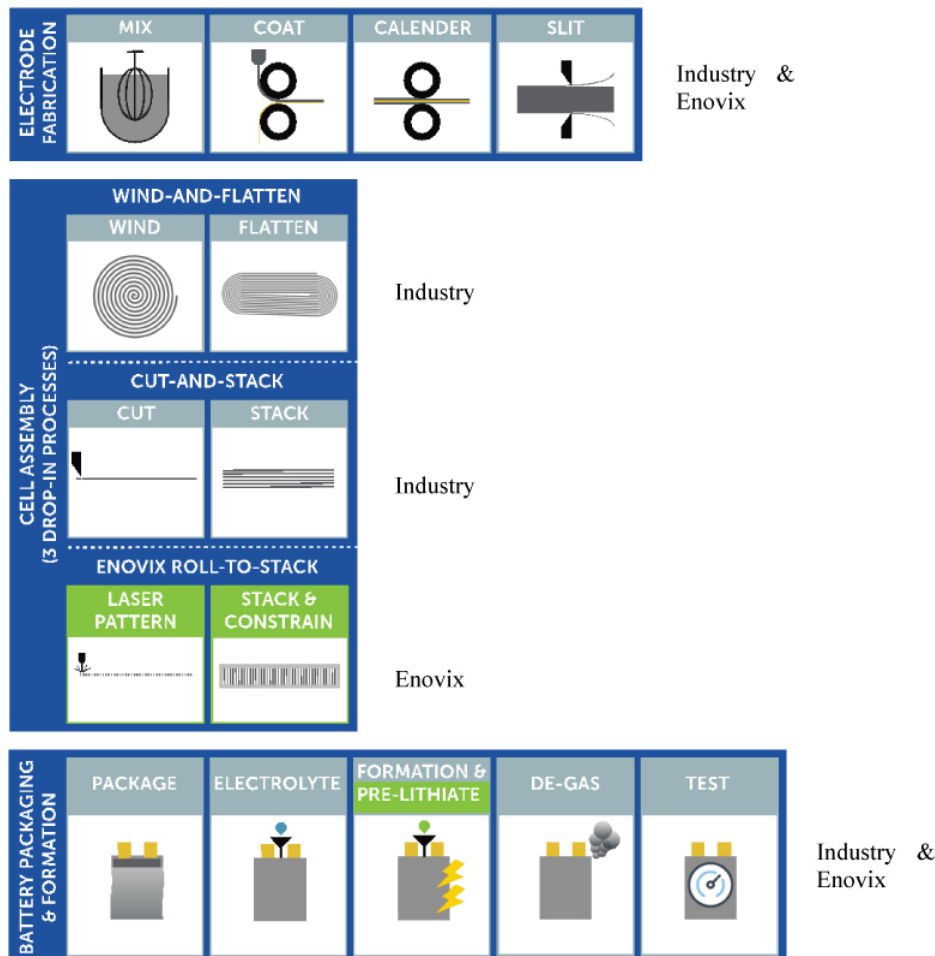 ELECTRODE
FABRICATION
MIX
COAT
CALENDER
SLIT
Industry &
Enovix
CELL ASSEMBLY
(3 DROP-IN PROCESSES)
WIND-AND-FLATTEN
WIND
FLATTEN
Industry
CUT-AND-STACK
CUT
STACK
Industry
ENOVIX ROLL-TO-STACK
LASER
PATTERN
STACK &
CONSTRAIN
Enovix
BATTERY PACKAGING
& FORMATION
PACKAGE
ELECTROLYTE
FORMATION &
PRE-LITHIATE
DE-GAS
TEST
Industry &
Enovix